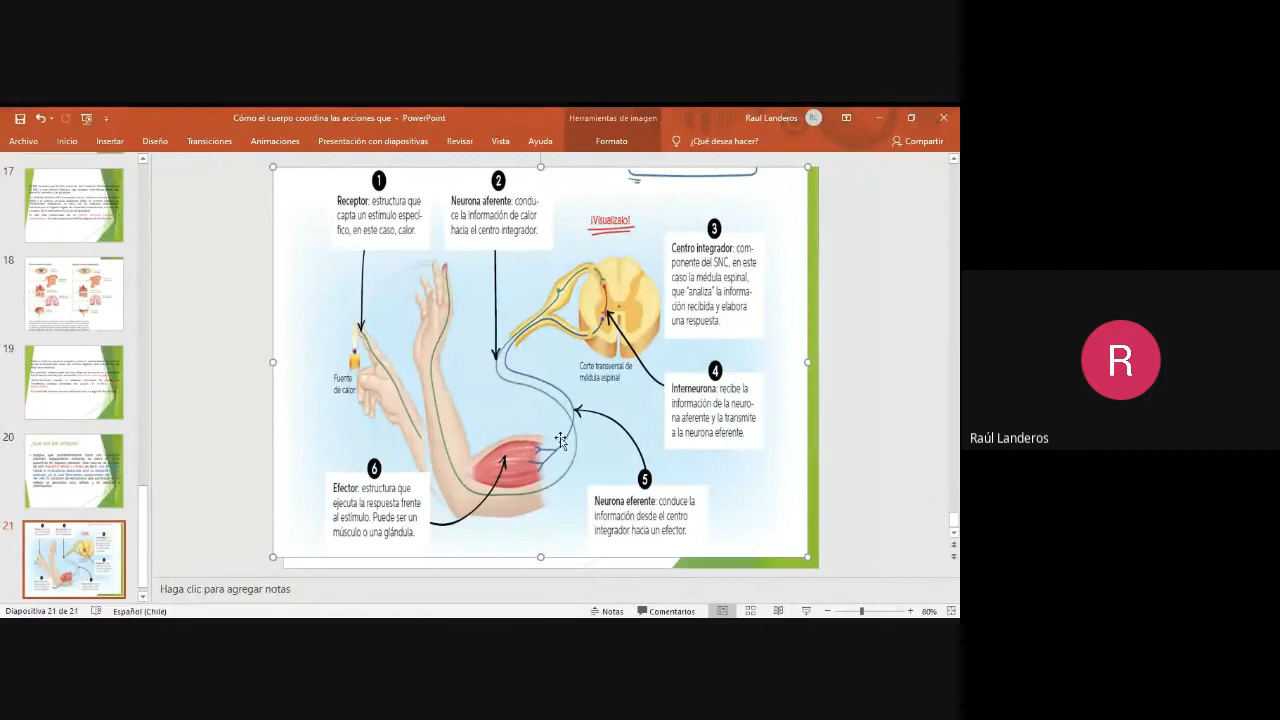 Cómo el cuerpo coordina las acciones que - PowerPoint
Herramientas de imagen
Raul Landeros
RL
Archivo
Inicio
Insertar
Diseño
Transiciones
Animaciones
Presentación con diapositivas
Revisar
Vista
Ayuda
Formato
¿Qué desea hacer?
Compartir
17
18
19
20
21
1
Receptor: estructura que
capta un estímulo especí-
fico, en este caso, calor.
2
Neurona aferente: condu-
ce la información de calor
hacia el centro integrador.
¡Visualízalo!
3
Centro integrador: com-
ponente del SNC, en este
caso la médula espinal,
que "analiza" la informa-
ción recibida y elabora
una respuesta.
Fuente
de calor
Corte transversal de
médula espinal
4
Interneurona: recibe la
información de la neuro-
na aferente y la transmite
a la neurona eferente.
6
Efector: estructura que
ejecuta la respuesta frente
al estímulo. Puede ser un
músculo o una glándula.
5
Neurona eferente: conduce la
información desde el centro
integrador hacia un efector.
Haga clic para agregar notas
Diapositiva 21 de 21
Español (Chile)
Notas
Comentarios
80%
R
Raúl Landeros